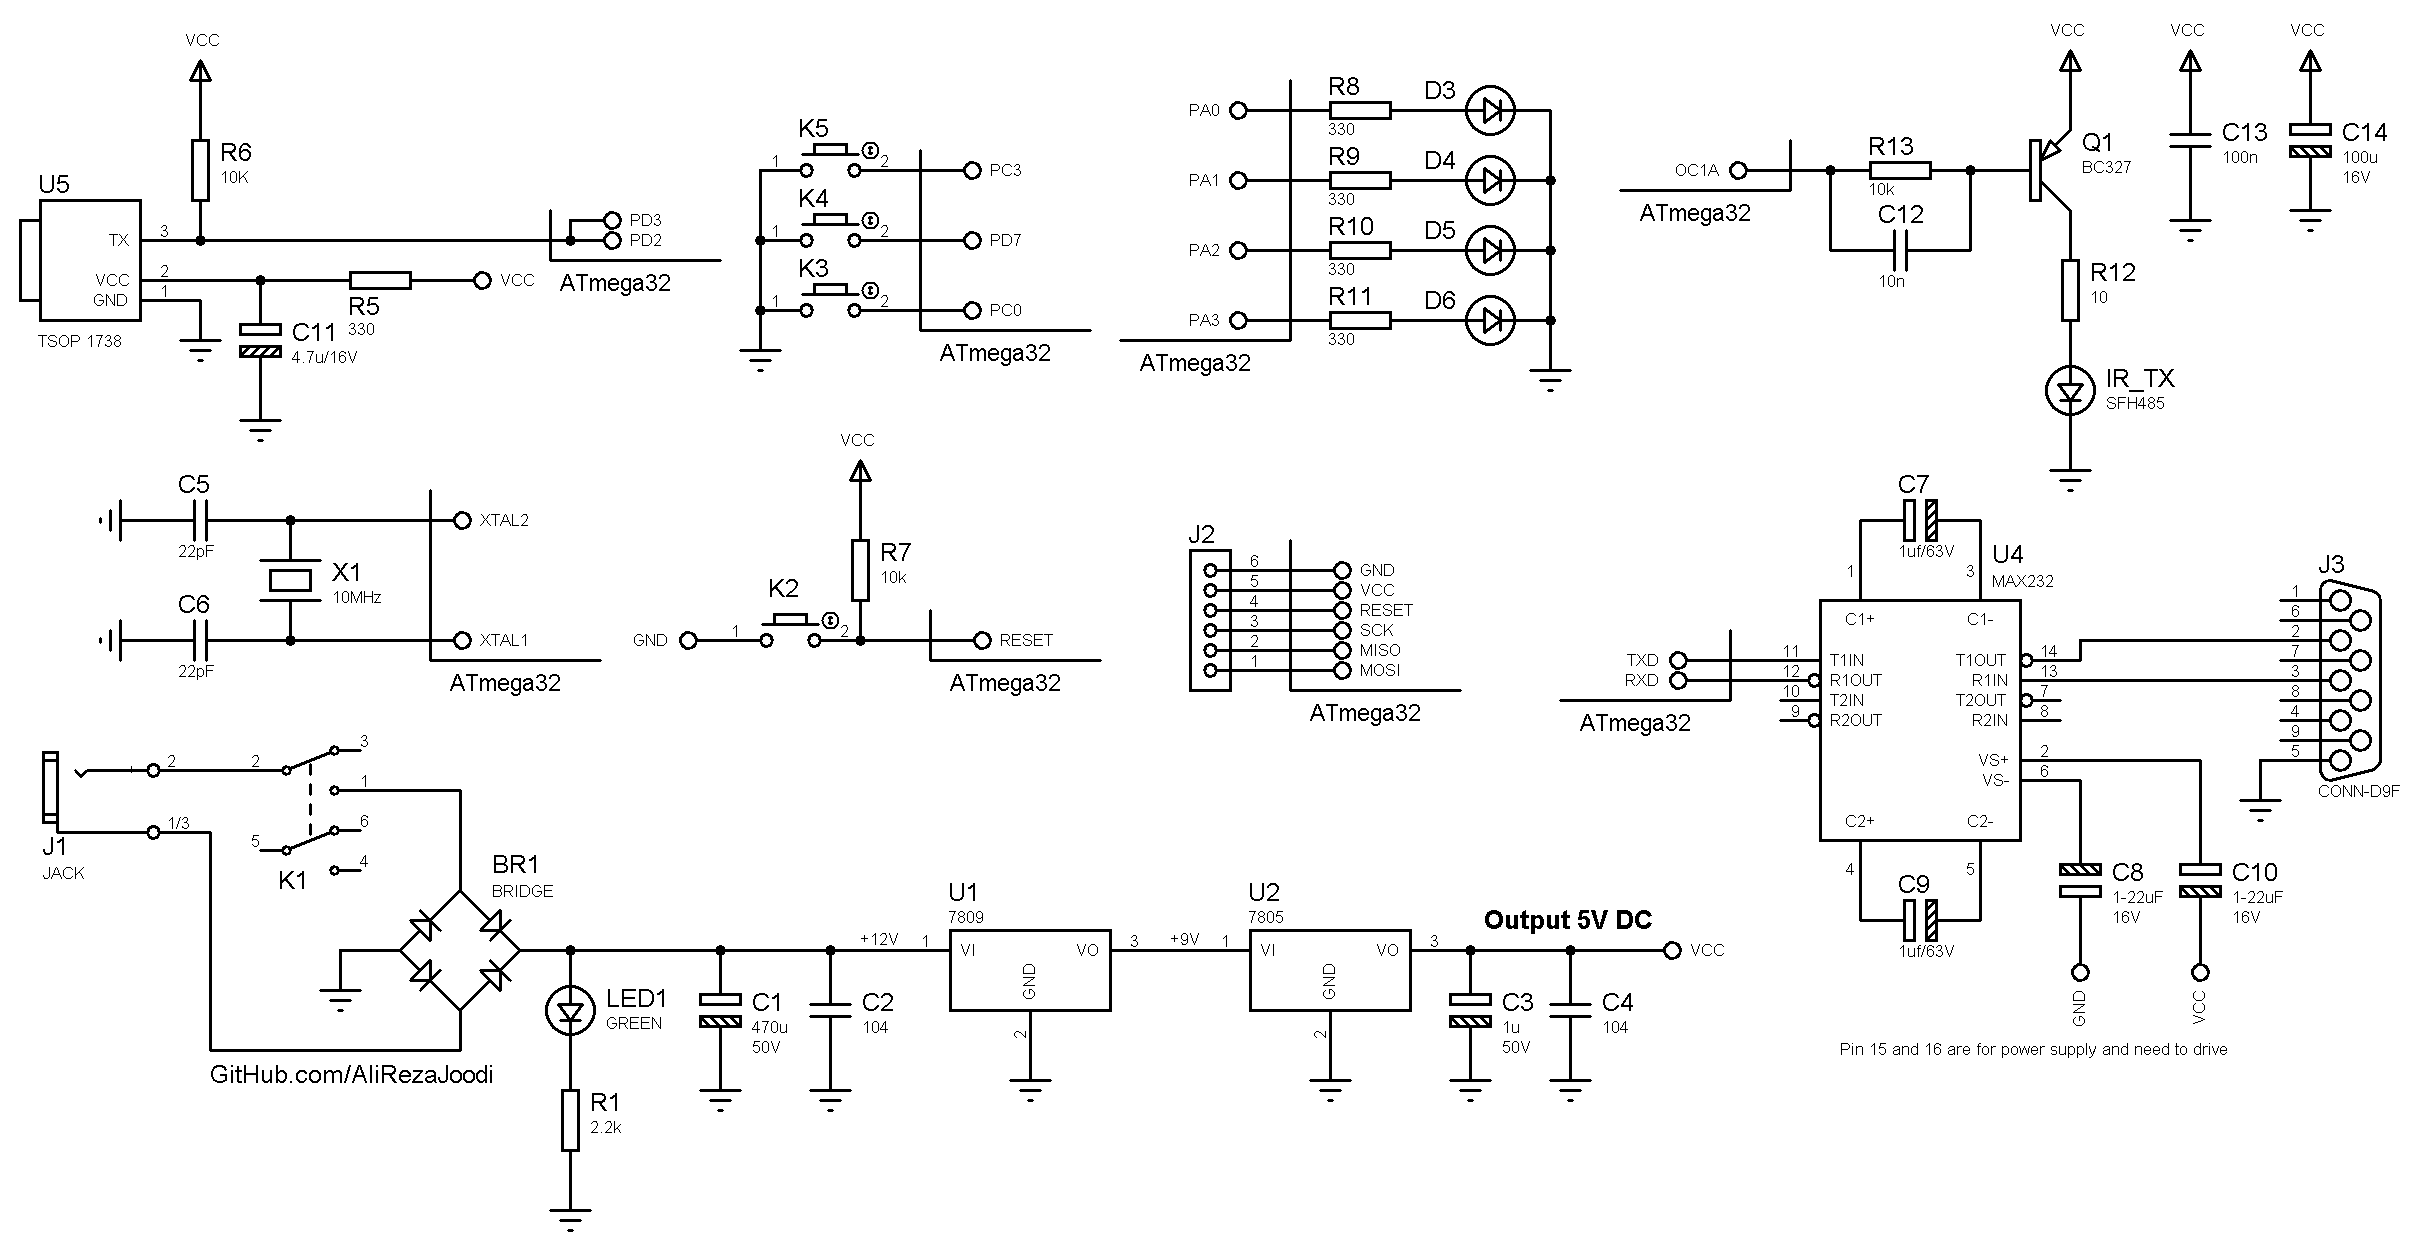 VCC
R6
10K
U5
TX
3
VCC
2
GND
1
TSOP 1738
C11
4.7u/16V
R5
330
VCC
PD3
PD2
ATmega32
K5
1
2
PC3
K4
1
2
PD7
K3
1
2
PC0
ATmega32
PA0
R8
330
D3
PA1
R9
330
D4
PA2
R10
330
D5
PA3
R11
330
D6
ATmega32
OC1A
ATmega32
R13
10k
C12
10n
VCC
Q1
BC327
R12
10
IR_TX
SFH485
VCC
C13
100n
VCC
C14
100u
16V
C5
22pF
XTAL2
X1
10MHz
C6
22pF
XTAL1
ATmega32
VCC
R7
10k
K2
GND
1
2
RESET
ATmega32
J2
6
GND
5
VCC
4
RESET
3
SCK
2
MISO
1
MOSI
ATmega32
C7
1uf/63V
U4
MAX232
1
3
C1+
C1-
TXD
11
T1IN
T1OUT
14
RXD
12
R1OUT
R1IN
13
10
T2IN
T2OUT
7
9
R2OUT
R2IN
8
VS+
2
VS-
6
C2+
C2-
4
5
C9
1uf/63V
ATmega32
J3
1
6
2
7
3
8
4
9
5
CONN-D9F
C8
1-22uF
16V
GND
C10
1-22uF
16V
VCC
Pin 15 and 16 are for power supply and need to drive
J1
JACK
+
2
1/3
2
3
1
5
6
4
K1
BR1
BRIDGE
GitHub.com/AliRezaJoodi
LED1
GREEN
R1
2.2k
C1
470u
50V
C2
104
+12V
1
U1
7809
VI
VO
GND
2
3
+9V
1
U2
7805
VI
VO
GND
2
3
Output 5V DC
VCC
C3
1u
50V
C4
104